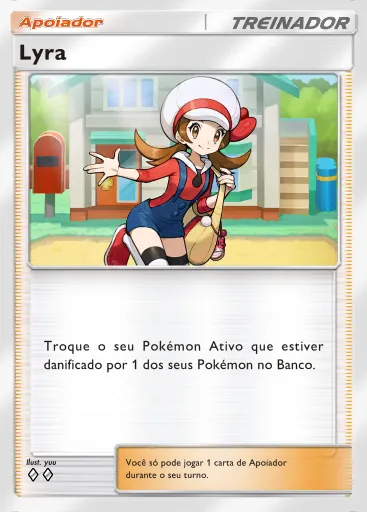 Apoiador
TREINADOR
Lyra
Troque o seu Pokémon Ativo que estiver
danificado por 1 dos seus Pokémon no Banco.
Ilust. yuu
Você só pode jogar 1 carta de Apoiador
durante o seu turno.